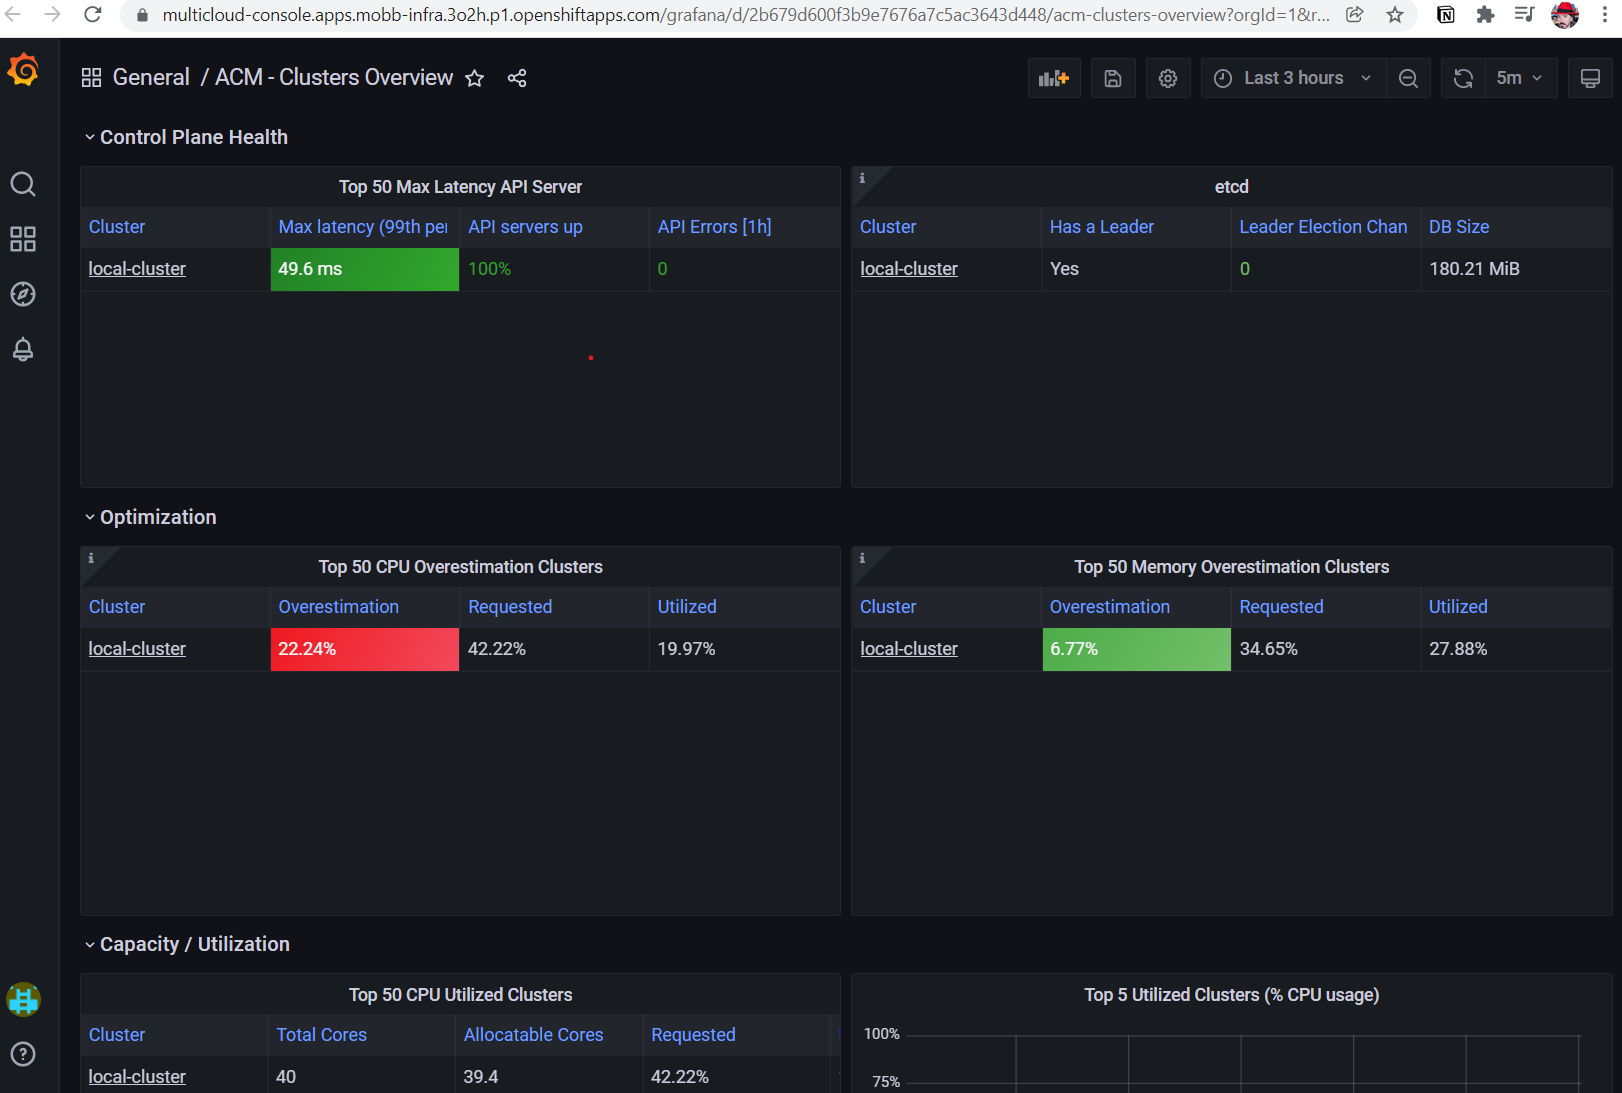 multicloud-console.apps.mobb-infra.3o2h.p1.openshiftapps.com/grafana/d/2b679d600f3b9e7676a7c5ac3643d448/acm-clusters-overview?orgId=1&r...
General / ACM - Clusters Overview
Last 3 hours
5m
Control Plane Health
Top 50 Max Latency API Server
Cluster Max latency (99th per API servers up API Errors [1h]
local-cluster 49.6 ms 100% 0
etcd
Cluster Has a Leader Leader Election Chan DB Size
local-cluster Yes 0 180.21 MiB
Optimization
Top 50 CPU Overestimation Clusters
Cluster Overestimation Requested Utilized
local-cluster 22.24% 42.22% 19.97%
Top 50 Memory Overestimation Clusters
Cluster Overestimation Requested Utilized
local-cluster 6.77% 34.65% 27.88%
Capacity / Utilization
Top 50 CPU Utilized Clusters
Cluster Total Cores Allocatable Cores Requested
local-cluster 40 39.4 42.22%
Top 5 Utilized Clusters (% CPU usage)
100%
75%